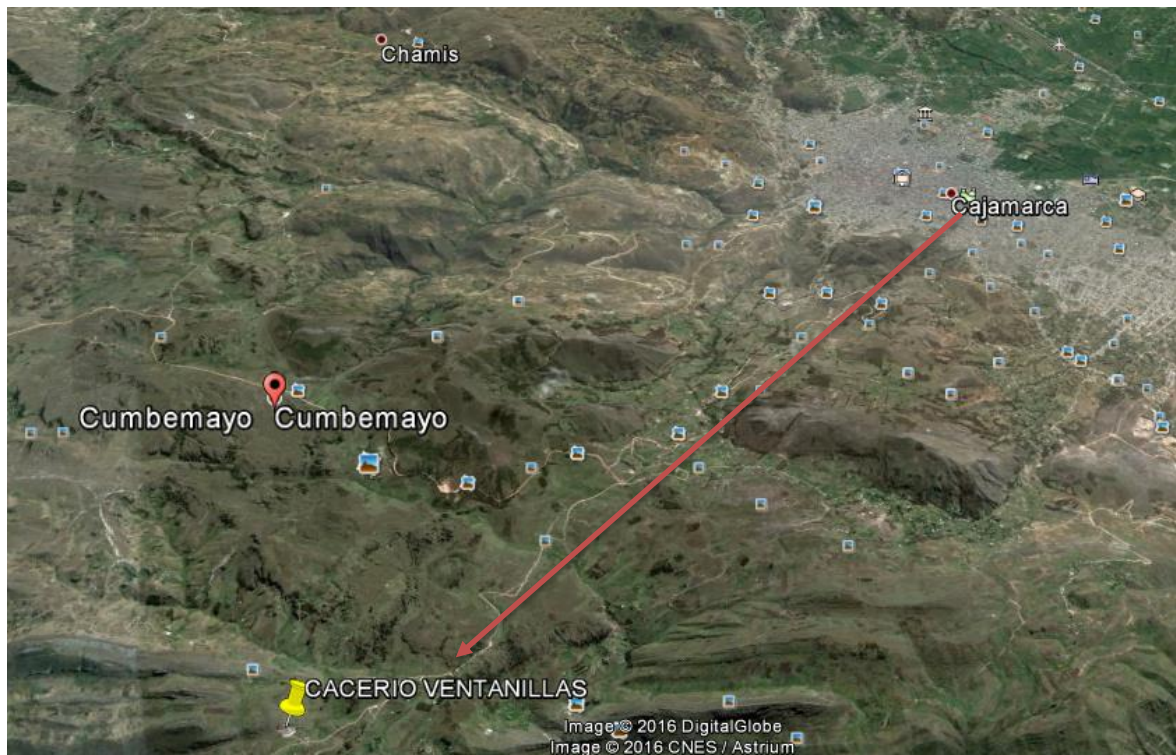 Chamis
Cajamarca
Cumbemayo Cumbemayo
CACERIO VENTANILLAS
Image © 2016 DigitalGlobe
Image © 2016 CNES / Astrium